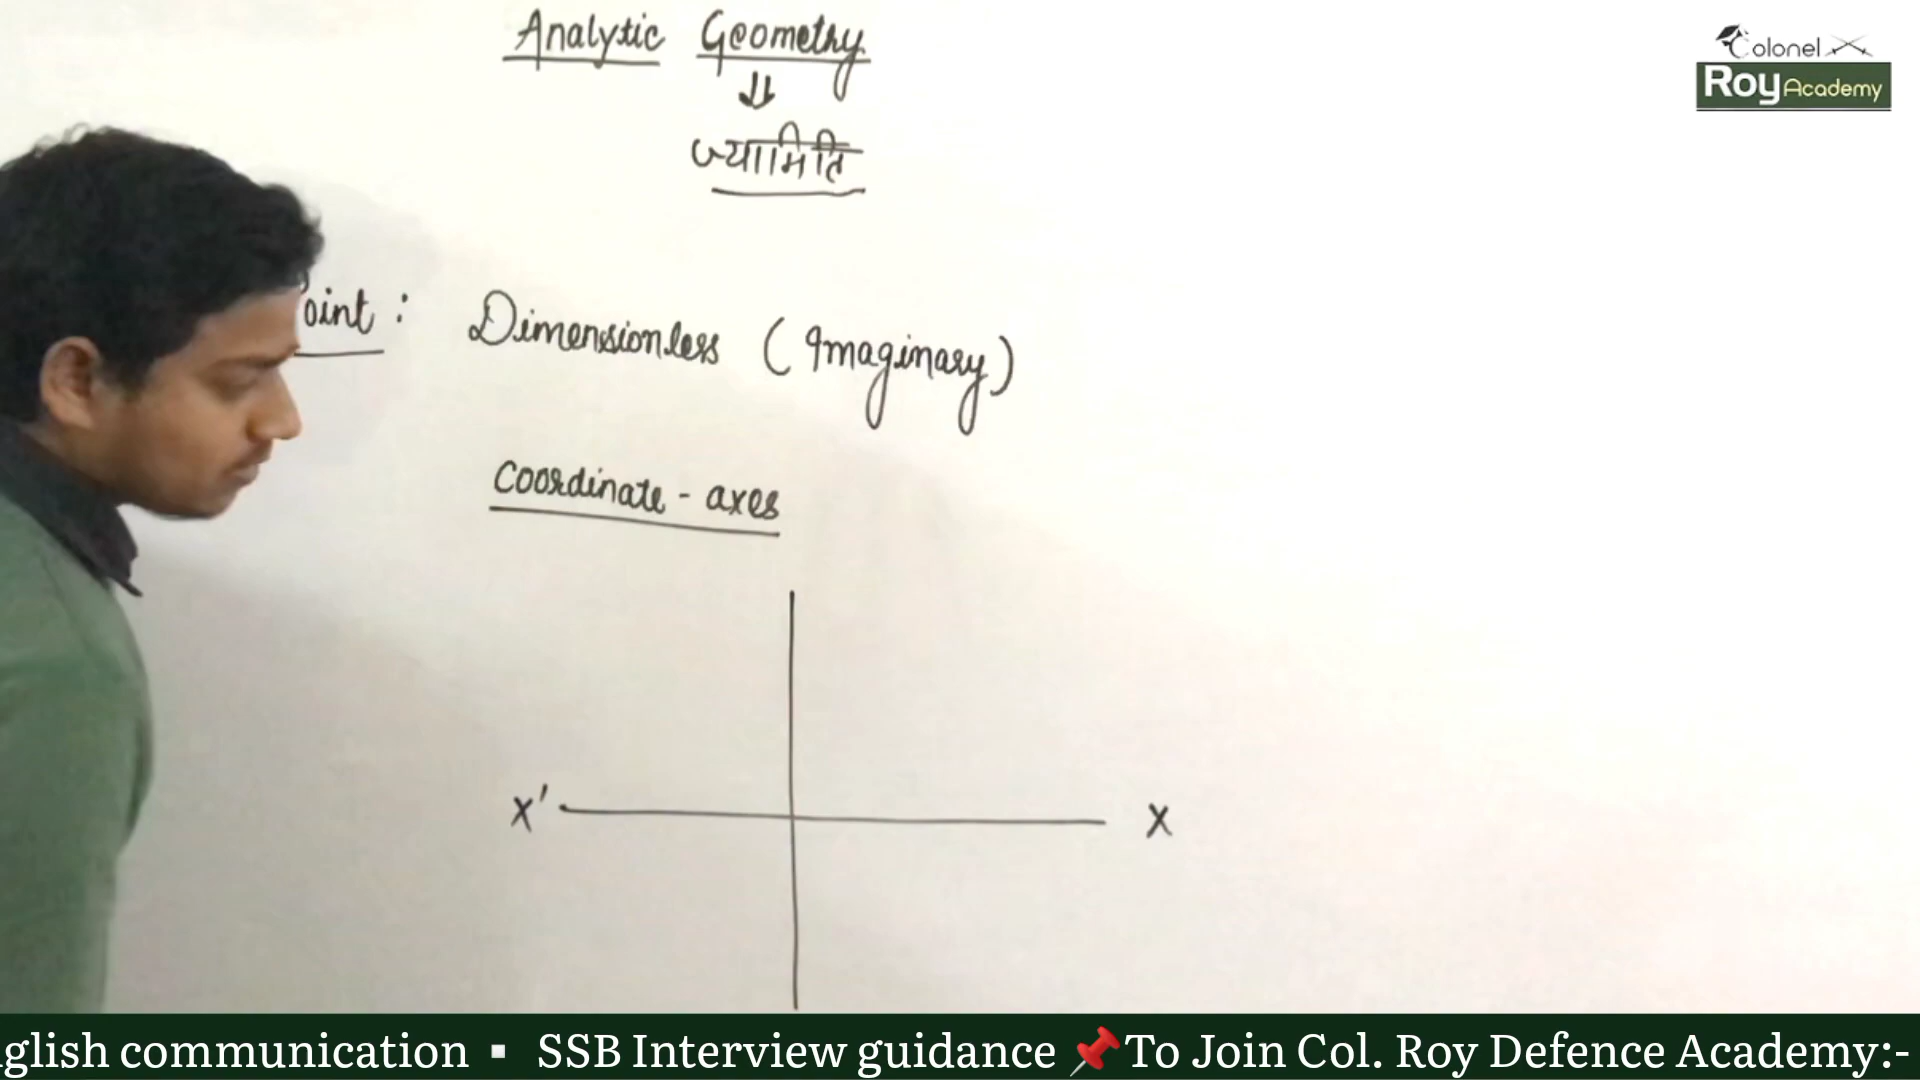 Analytic Geometry
ज्यामिति
Point :   Dimensionless (Imaginary)
Coordinate - axes
X'
X
Colonel
Roy Academy
glish communication ▪ SSB Interview guidance 📌To Join Col. Roy Defence Academy:-